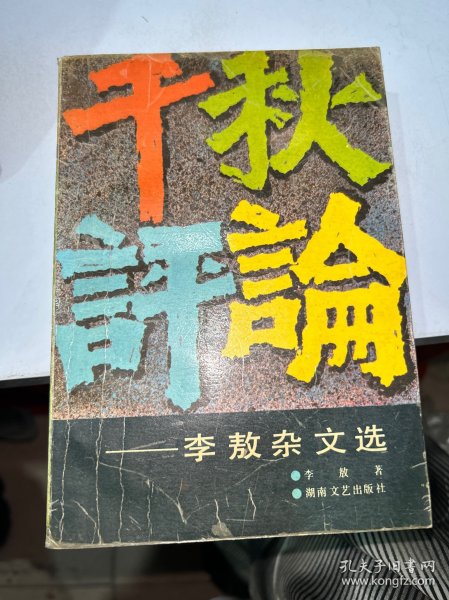 千秋
評論
——李敖杂文选
李敖 著
湖南文艺出版社
孔夫子旧书网
www.kongfz.com